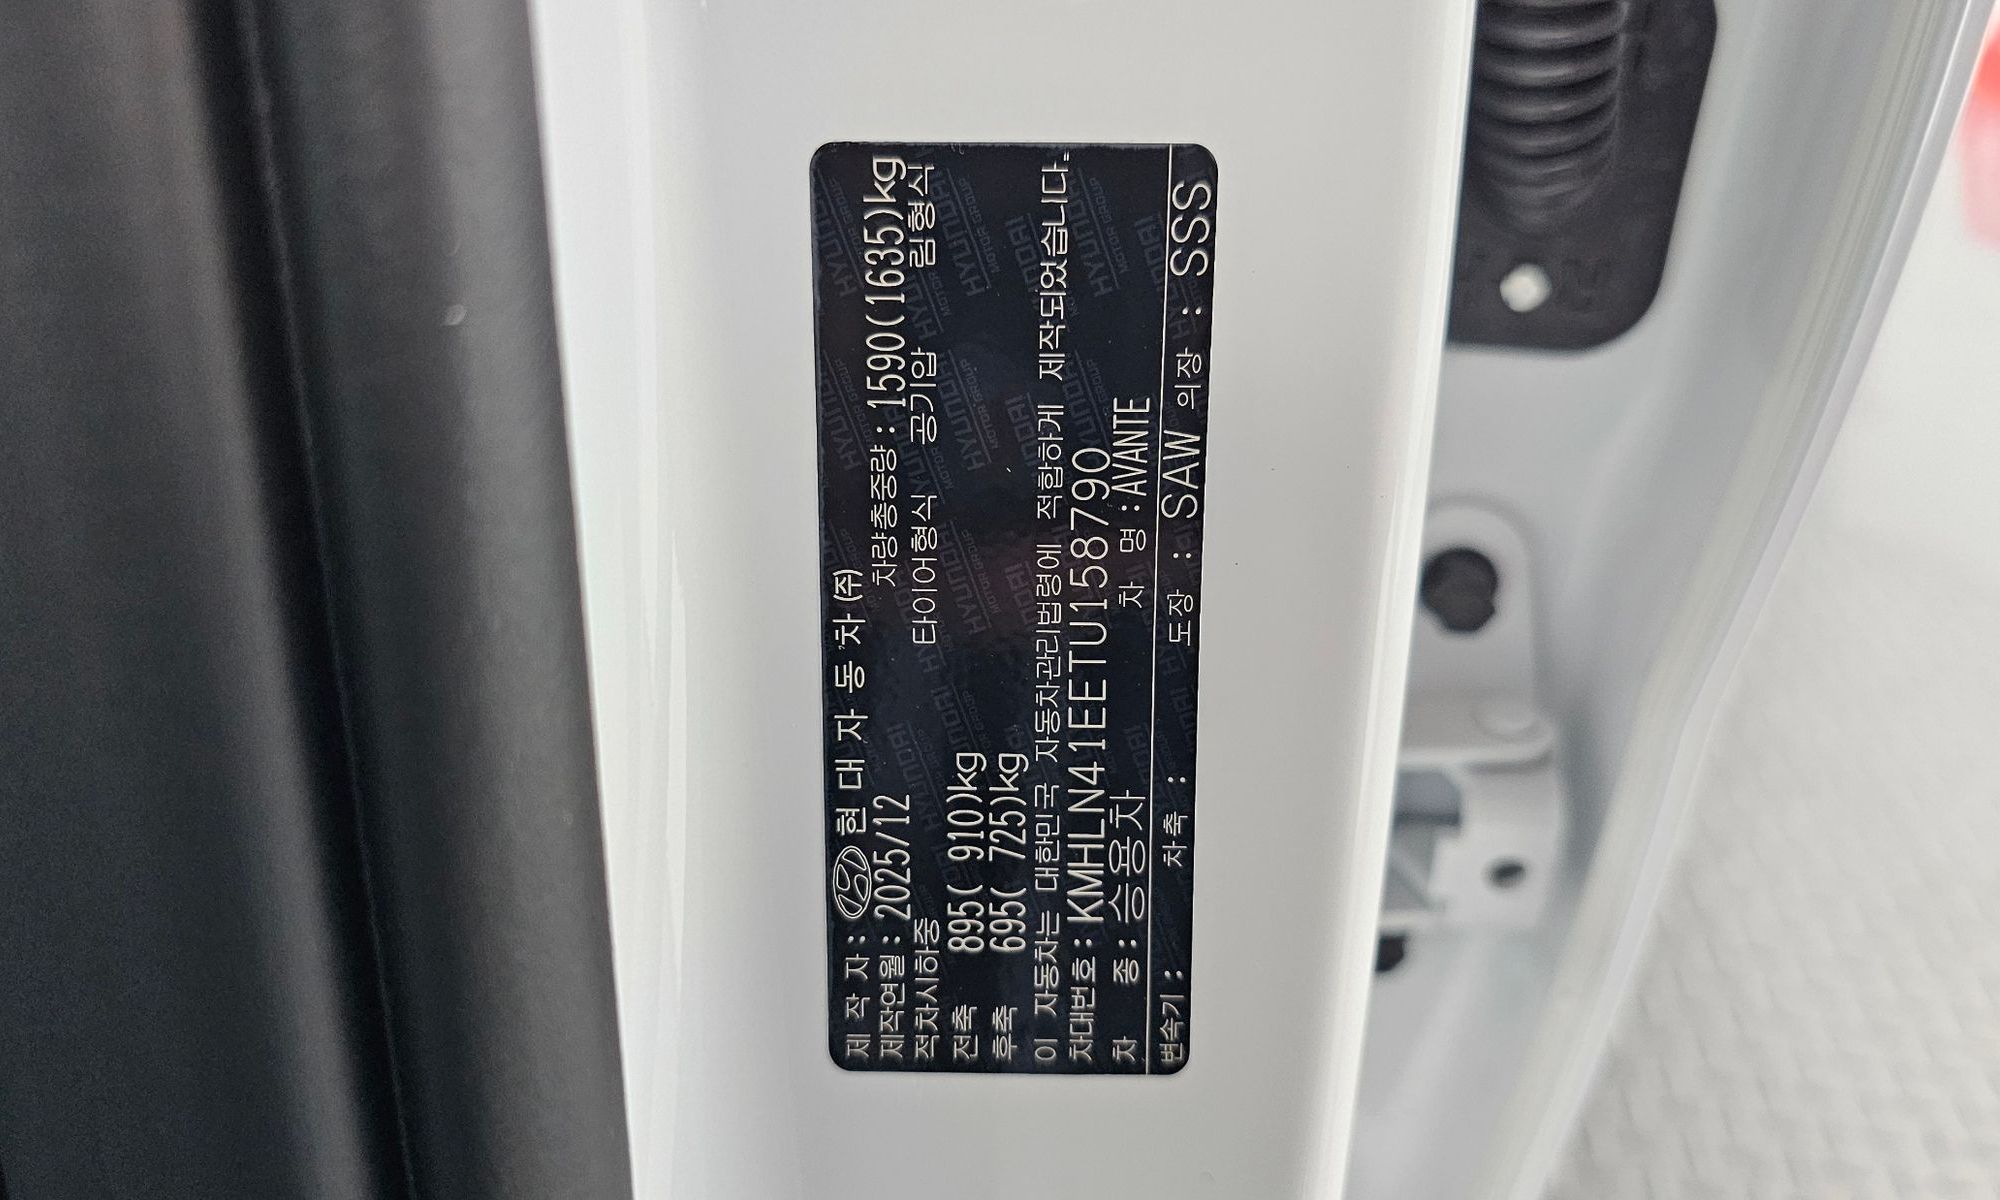 제 작 자 : 현 대 자 동 차 (주)
제작연월 : 2025/12 차량총중량 : 1590(1635)kg
적차시하중 타이어형식 공기압 림형식
전축 895( 910)kg
후축 695( 725)kg
이 자동차는 대한민국 자동차관리법령에 적합하게 제작되었습니다.
차대번호 : KMHLN41EETU158790
차 종 : 승용차 차 명 : AVANTE
변속기 : 차축 : 도장 : SAW 의장 : SSS
HYUNDAI
MOTOR GROUP